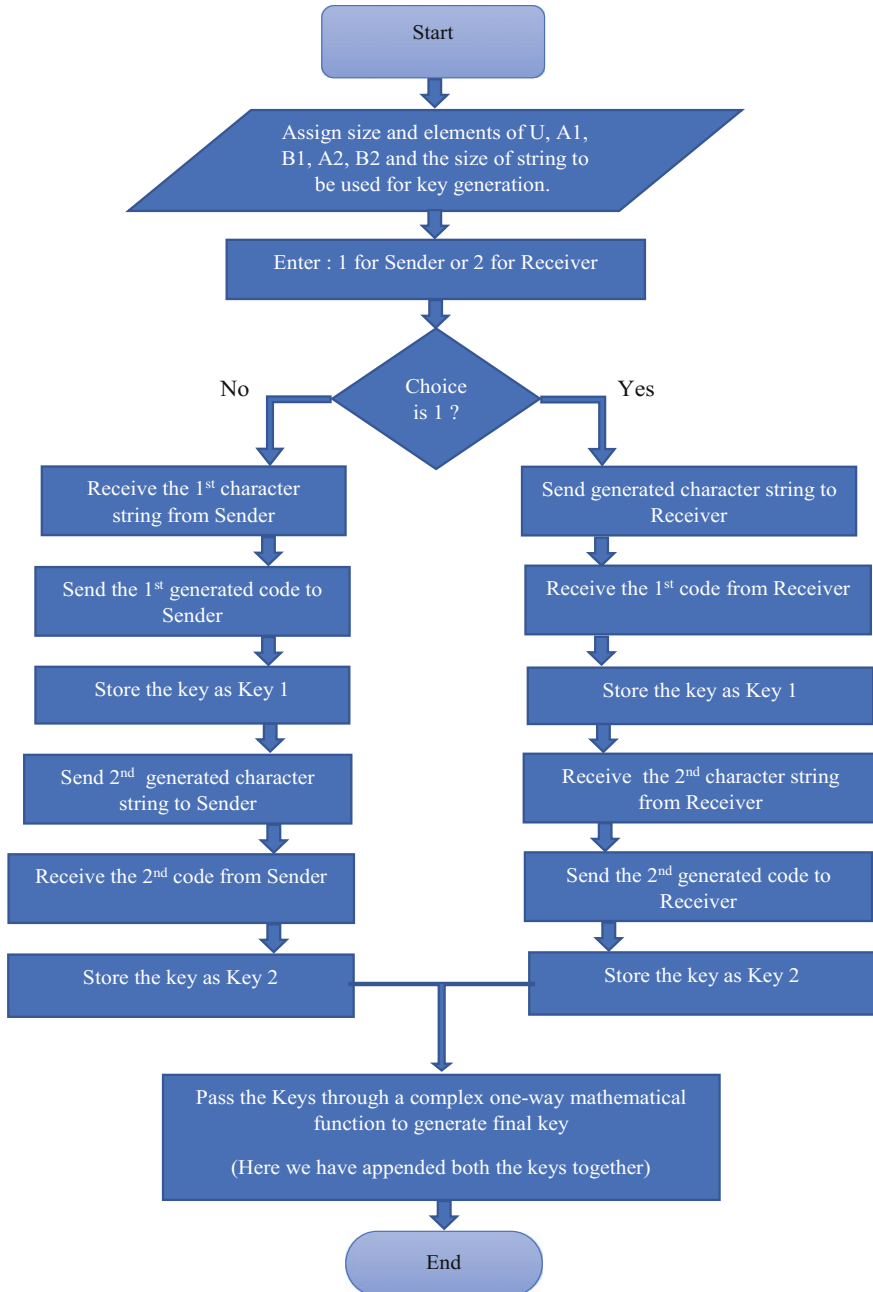 Start
Assign size and elements of U, A1,
B1, A2, B2 and the size of string to
be used for key generation.
Enter : 1 for Sender or 2 for Receiver
Choice
is 1 ?
No
Yes
Receive the 1st character
string from Sender
Send the 1st generated code to
Sender
Store the key as Key 1
Send 2nd generated character
string to Sender
Receive the 2nd code from Sender
Store the key as Key 2
Send generated character string to
Receiver
Receive the 1st code from Receiver
Store the key as Key 1
Receive the 2nd character string
from Receiver
Send the 2nd generated code to
Receiver
Store the key as Key 2
Pass the Keys through a complex one-way mathematical
function to generate final key
(Here we have appended both the keys together)
End